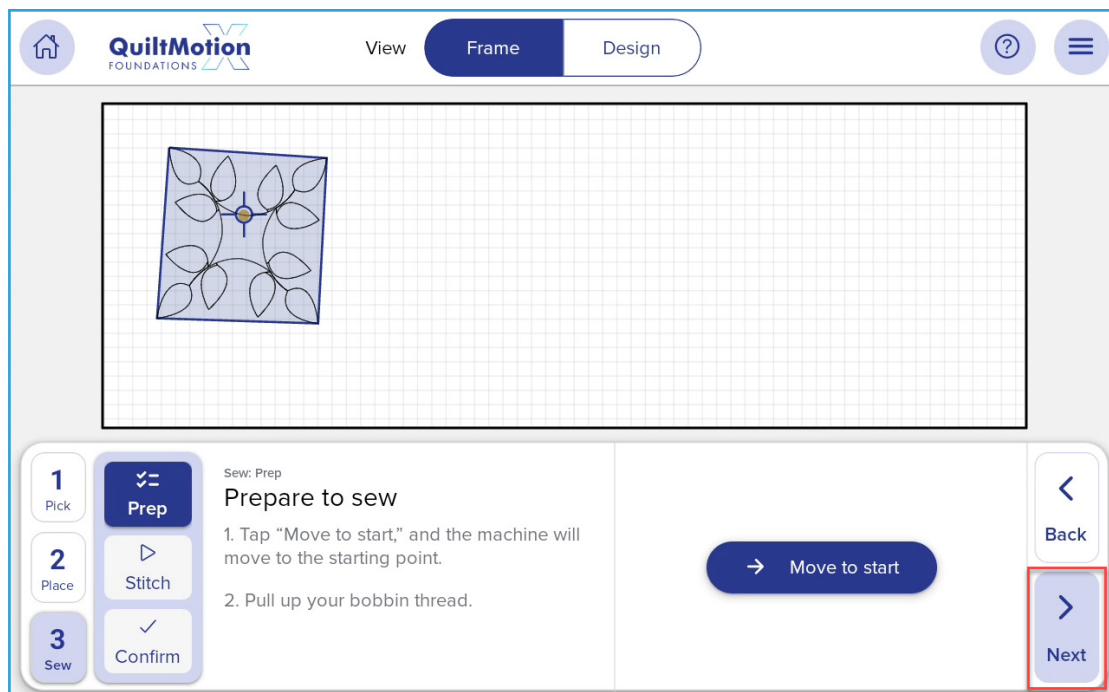 QuiltMotion
FOUNDATIONS
View
Frame
Design
?
1
Pick
2
Place
3
Sew
Prep
Stitch
Confirm
Sew: Prep
Prepare to sew
1. Tap “Move to start,” and the machine will
move to the starting point.
2. Pull up your bobbin thread.
Move to start
Back
Next